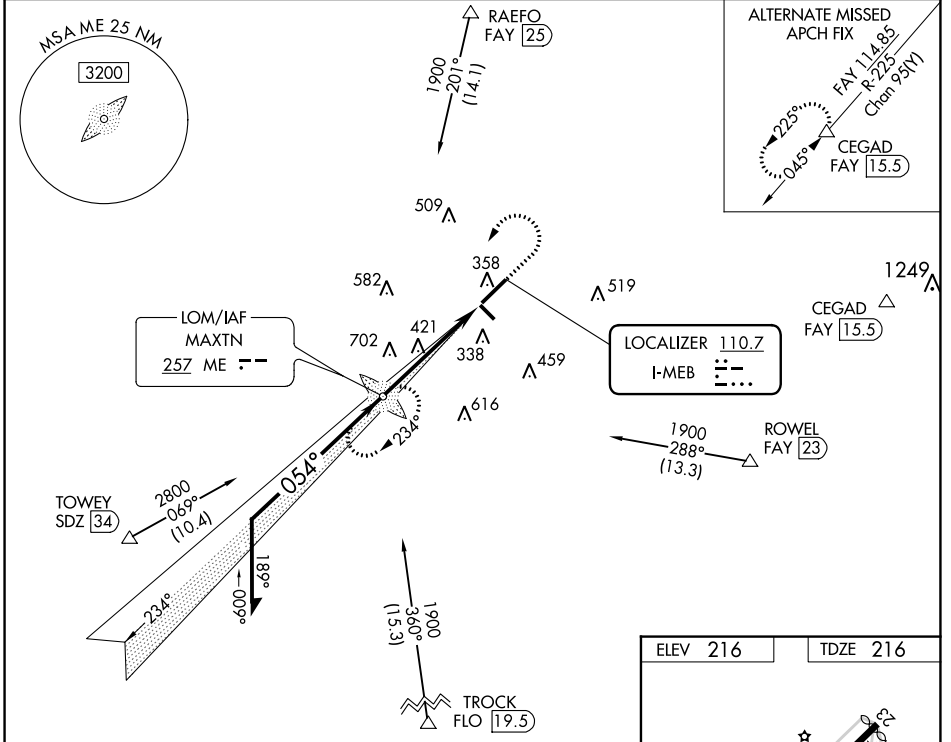 MSA ME 25 NM
3200
RAEFO
FAY 25
1900
201°
(14.1)
ALTERNATE MISSED
APCH FIX
FAY 114.85
R-225
Chan 95(Y)
225°
045°
CEGAD
FAY 15.5
509
358
582
519
1249
CEGAD
FAY 15.5
LOM/IAF
MAXTN
257 ME
702
421
338
459
616
LOCALIZER 110.7
I-MEB
234°
1900
288°
(13.3)
ROWEL
FAY 23
054°
TOWEY
SDZ 34
2800
069°
(10.4)
189°
009°
234°
1900
360°
(15.3)
TROCK
FLO 19.5
ELEV 216
TDZE 216
23